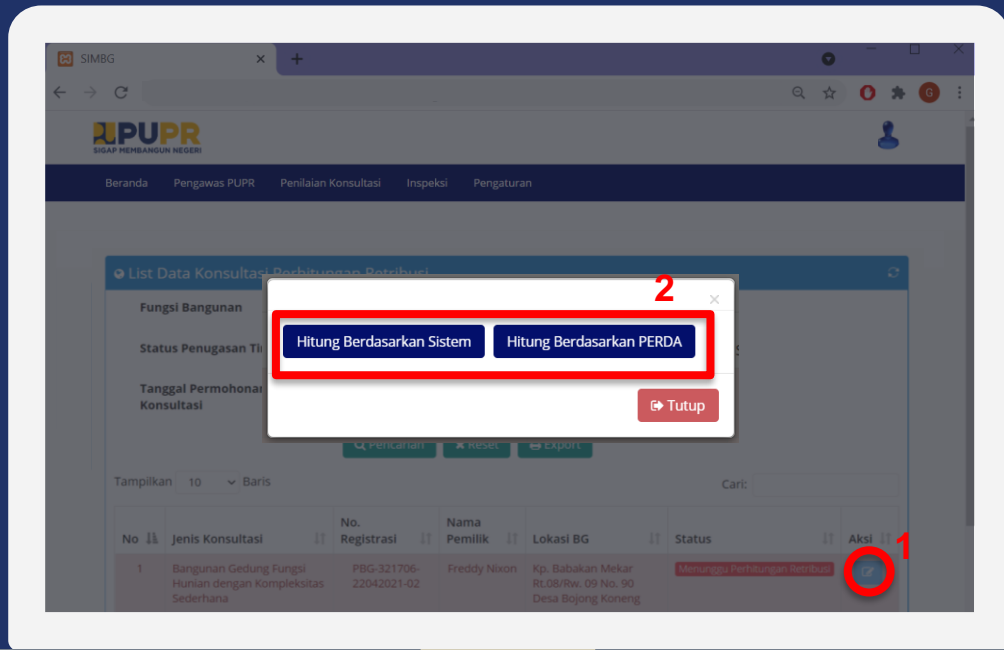 SIMBG
G
PUPR
SIGAP MEMBANGUN NEGERI
Beranda Pengawas PUPR Penilaian Konsultasi Inspeksi Pengaturan
List Data Konsultasi Perhitungan Retribusi
2
Fungsi Bangunan
Hitung Berdasarkan Sistem Hitung Berdasarkan PERDA
Status Penugasan
Tanggal Permohonan
Konsultasi
Tutup
Pencarian Reset Export
Tampilkan 10 Baris Cari:
No Jenis Konsultasi No. Registrasi Nama Pemilik Lokasi BG Status Aksi
1
1 Bangunan Gedung Fungsi PBG-321706- Freddy Nixon Kp. Babakan Mekar Menunggu Perhitungan Retribusi
Hunian dengan Kompleksitas 22042021-02 Rt.08/Rw. 09 No. 90
Sederhana Desa Bojong Koneng